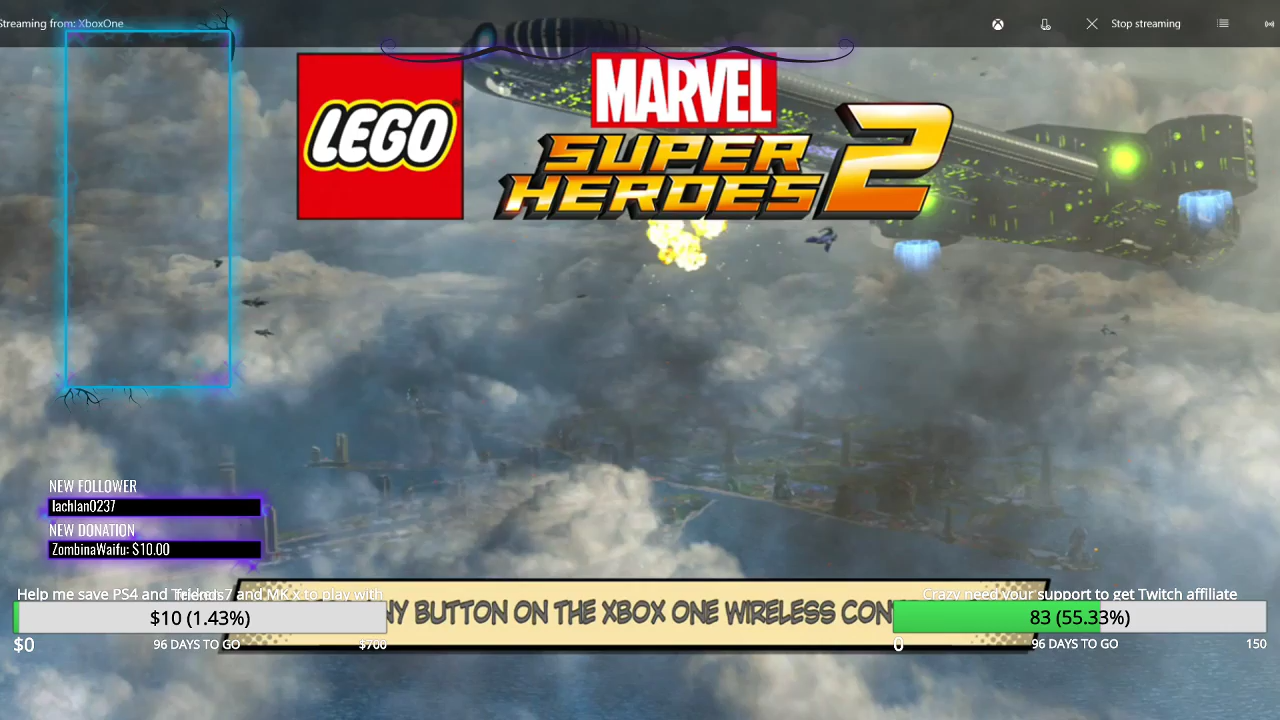 Streaming from: XboxOne
Stop streaming
LEGO
MARVEL
SUPER
HEROES 2
NEW FOLLOWER
lachlan0237
NEW DONATION
ZombinaWaifu: $10.00
Help me save PS4 and Tekken 7 and MK x to play with
friends
$10 (1.43%)
$0
96 DAYS TO GO
$700
NY BUTTON ON THE XBOX ONE WIRELESS CON
Crazy need your support to get Twitch affiliate
83 (55.33%)
0
96 DAYS TO GO
150